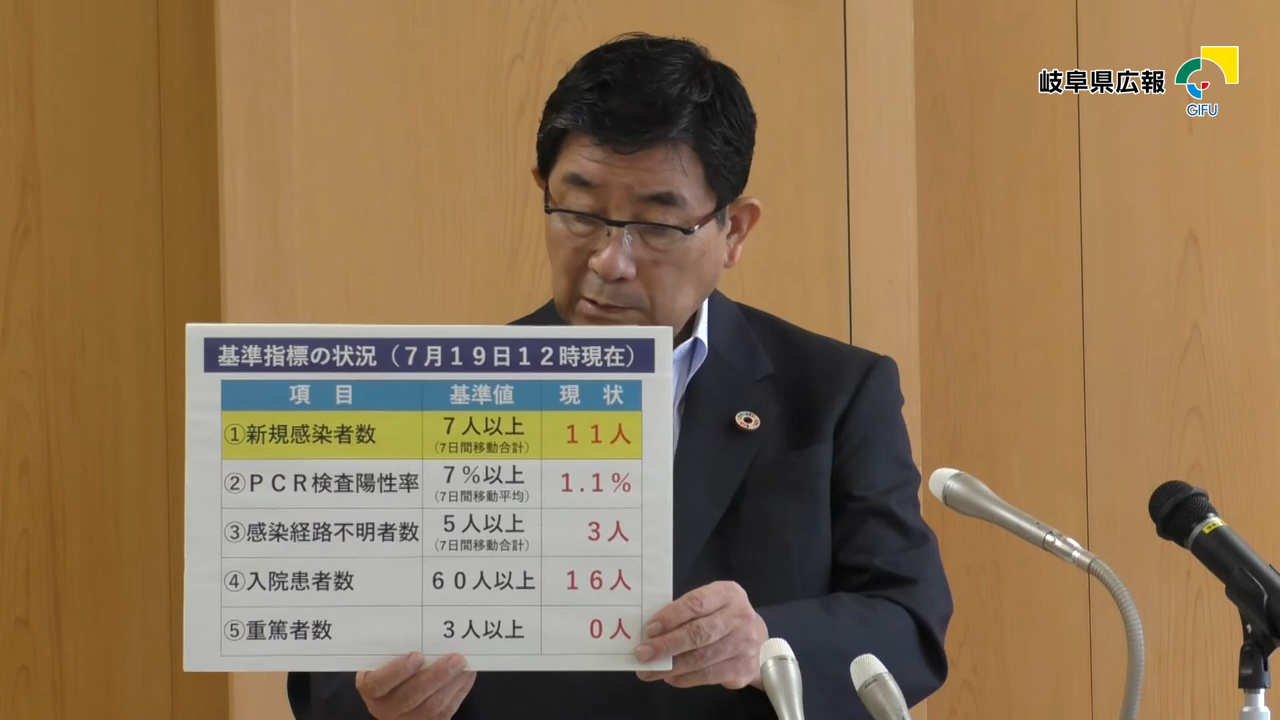 岐阜県広報
GIFU
基準指標の状況（７月１９日１２時現在）
項　目　基準値　現　状
①新規感染者数　７人以上　１１人
（7日間移動合計）
②ＰＣＲ検査陽性率　７％以上　１.１％
（7日間移動平均）
③感染経路不明者数　５人以上　３人
（7日間移動合計）
④入院患者数　６０人以上　１６人
⑤重篤者数　３人以上　０人